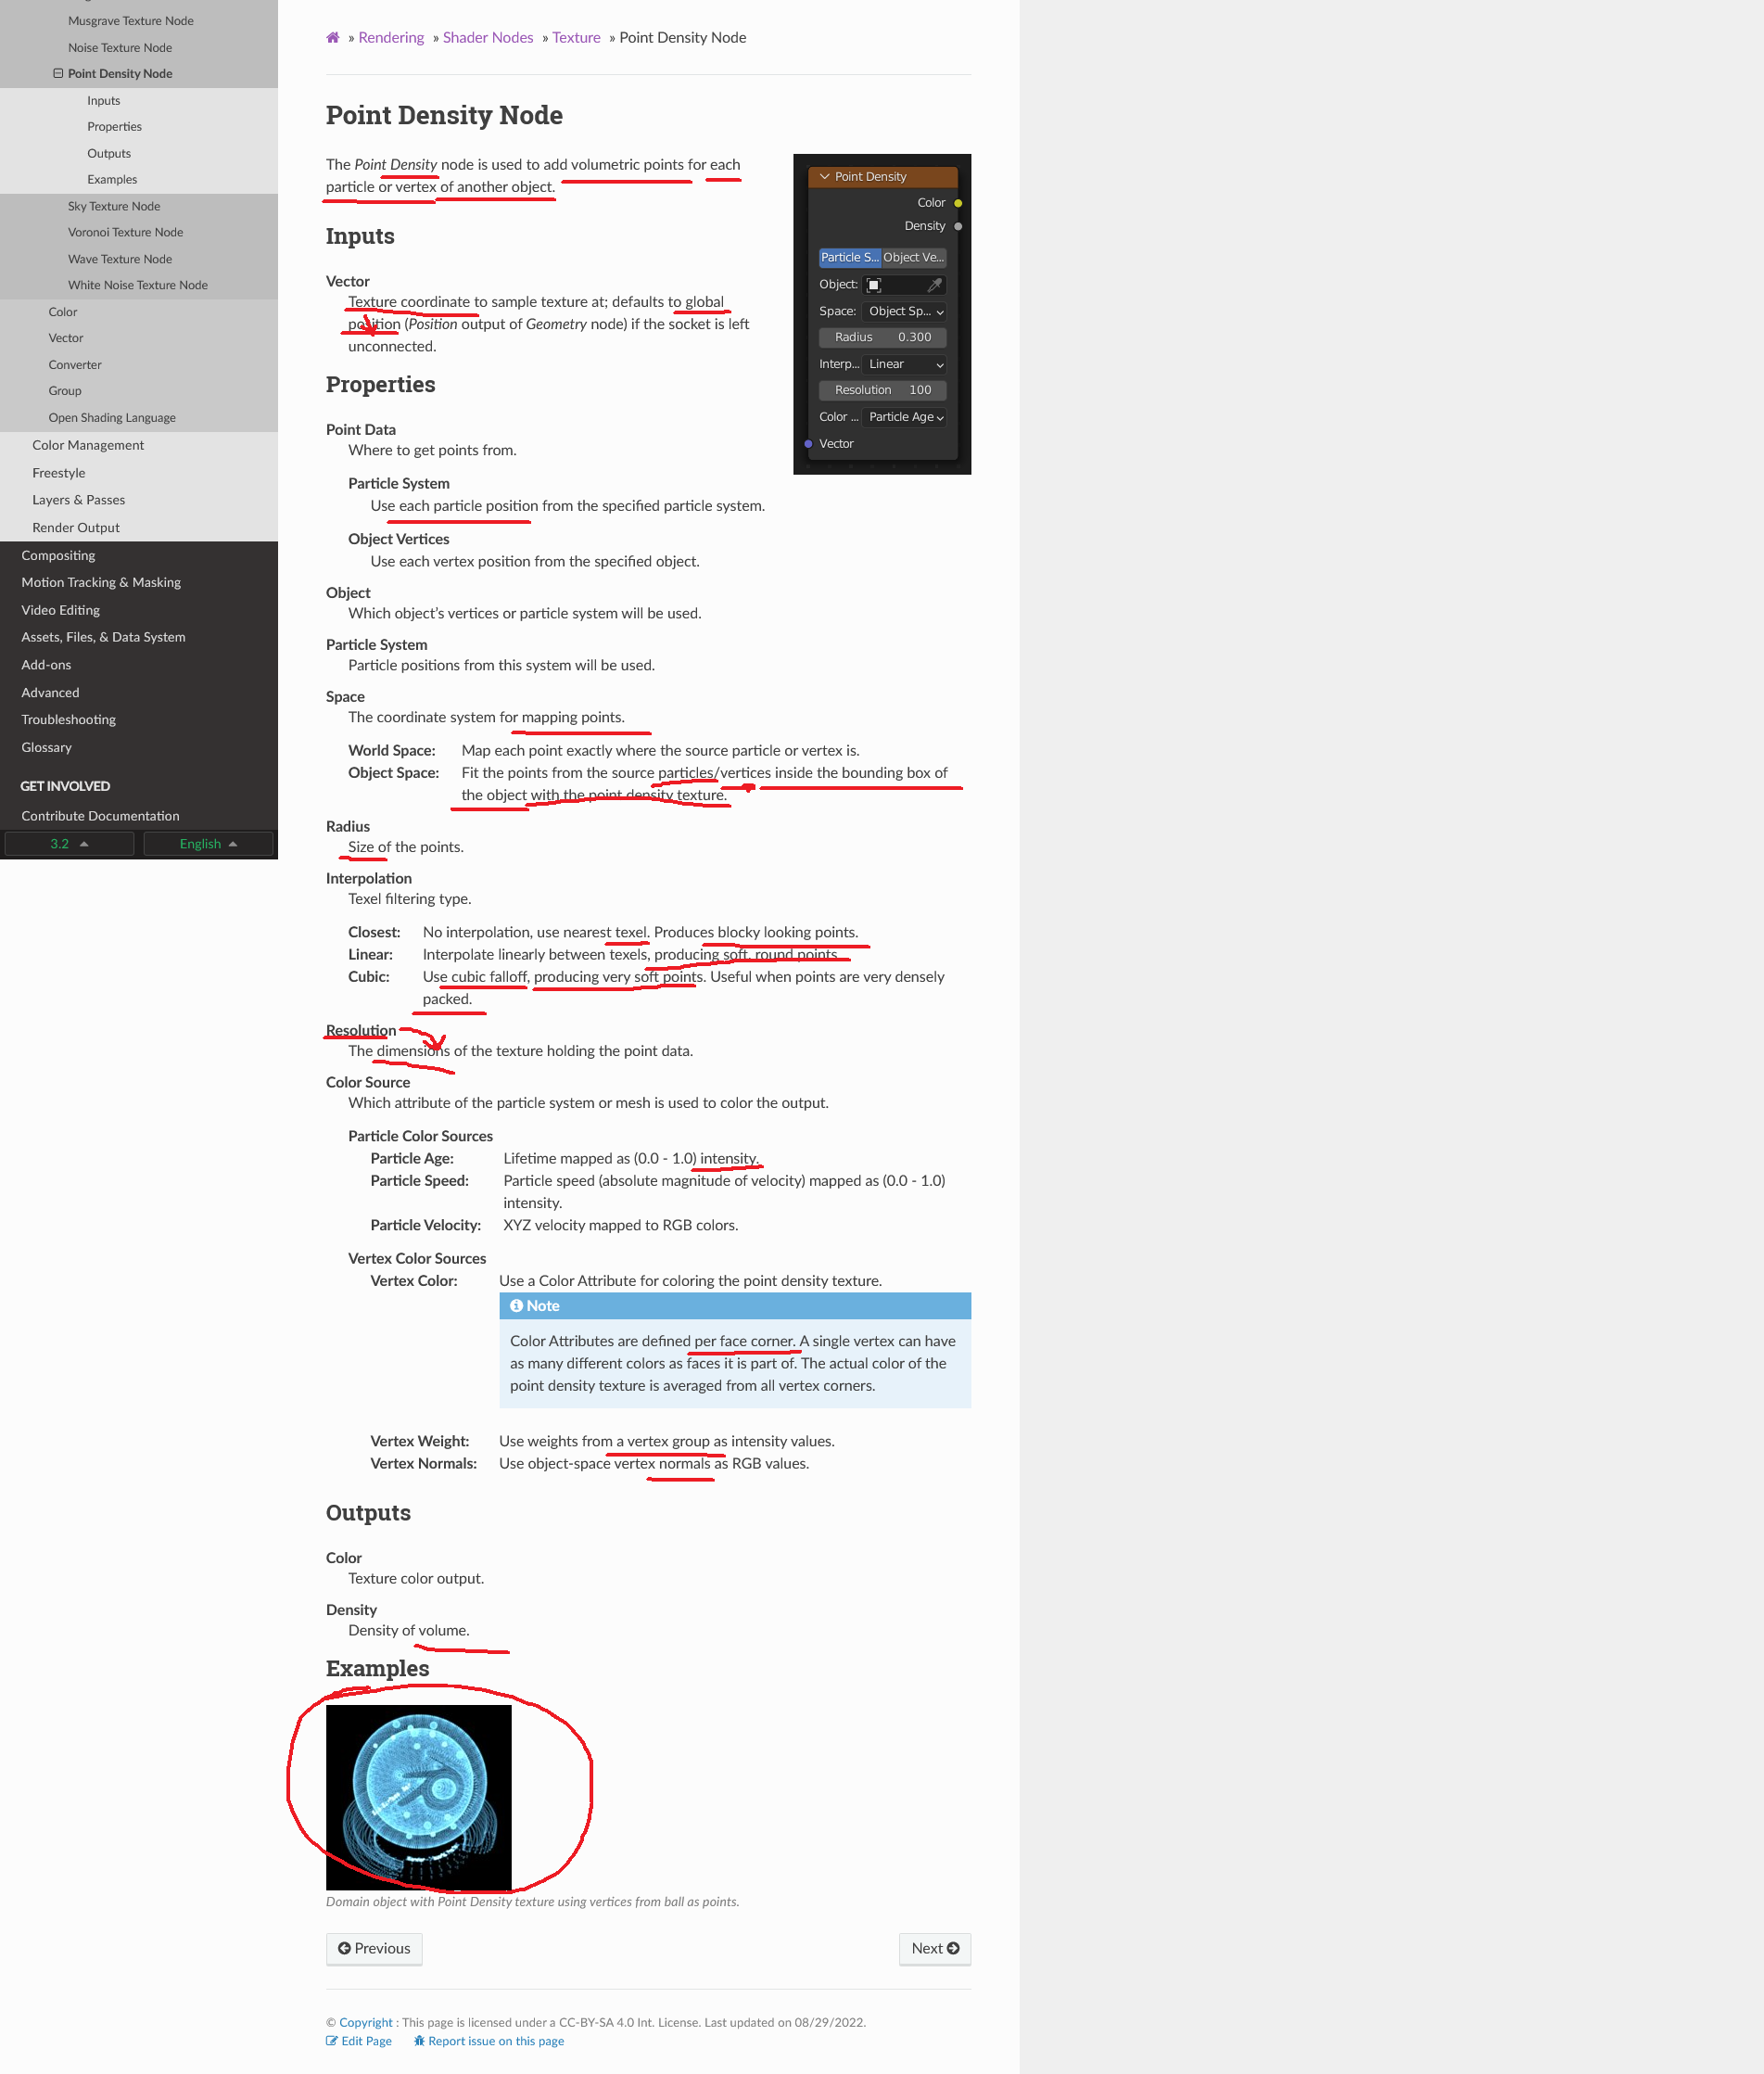 Musgrave Texture Node
Noise Texture Node
Point Density Node
Inputs
Properties
Outputs
Examples
Sky Texture Node
Voronoi Texture Node
Wave Texture Node
White Noise Texture Node
Color
Vector
Converter
Group
Open Shading Language
Color Management
Freestyle
Layers & Passes
Render Output
Compositing
Motion Tracking & Masking
Video Editing
Assets, Files, & Data System
Add-ons
Advanced
Troubleshooting
Glossary
GET INVOLVED
Contribute Documentation
3.2 English
» Rendering » Shader Nodes » Texture » Point Density Node
Point Density Node
The Point Density node is used to add volumetric points for each
particle or vertex of another object.
Point Density
Color
Density
Particle S... Object Ve...
Object:
Space: Object Sp...
Radius 0.300
Interp... Linear
Resolution 100
Color ... Particle Age
Vector
Inputs
Vector
Texture coordinate to sample texture at; defaults to global
position (Position output of Geometry node) if the socket is left
unconnected.
Properties
Point Data
Where to get points from.
Particle System
Use each particle position from the specified particle system.
Object Vertices
Use each vertex position from the specified object.
Object
Which object’s vertices or particle system will be used.
Particle System
Particle positions from this system will be used.
Space
The coordinate system for mapping points.
World Space: Map each point exactly where the source particle or vertex is.
Object Space: Fit the points from the source particles/vertices inside the bounding box of
the object with the point density texture.
Radius
Size of the points.
Interpolation
Texel filtering type.
Closest: No interpolation, use nearest texel. Produces blocky looking points.
Linear: Interpolate linearly between texels, producing soft, round points.
Cubic: Use cubic falloff, producing very soft points. Useful when points are very densely
packed.
Resolution
The dimensions of the texture holding the point data.
Color Source
Which attribute of the particle system or mesh is used to color the output.
Particle Color Sources
Particle Age: Lifetime mapped as (0.0 - 1.0) intensity.
Particle Speed: Particle speed (absolute magnitude of velocity) mapped as (0.0 - 1.0)
intensity.
Particle Velocity: XYZ velocity mapped to RGB colors.
Vertex Color Sources
Vertex Color: Use a Color Attribute for coloring the point density texture.
Note
Color Attributes are defined per face corner. A single vertex can have
as many different colors as faces it is part of. The actual color of the
point density texture is averaged from all vertex corners.
Vertex Weight: Use weights from a vertex group as intensity values.
Vertex Normals: Use object-space vertex normals as RGB values.
Outputs
Color
Texture color output.
Density
Density of volume.
Examples
Domain object with Point Density texture using vertices from ball as points.
Previous
Next
© Copyright : This page is licensed under a CC-BY-SA 4.0 Int. License. Last updated on 08/29/2022.
Edit Page Report issue on this page